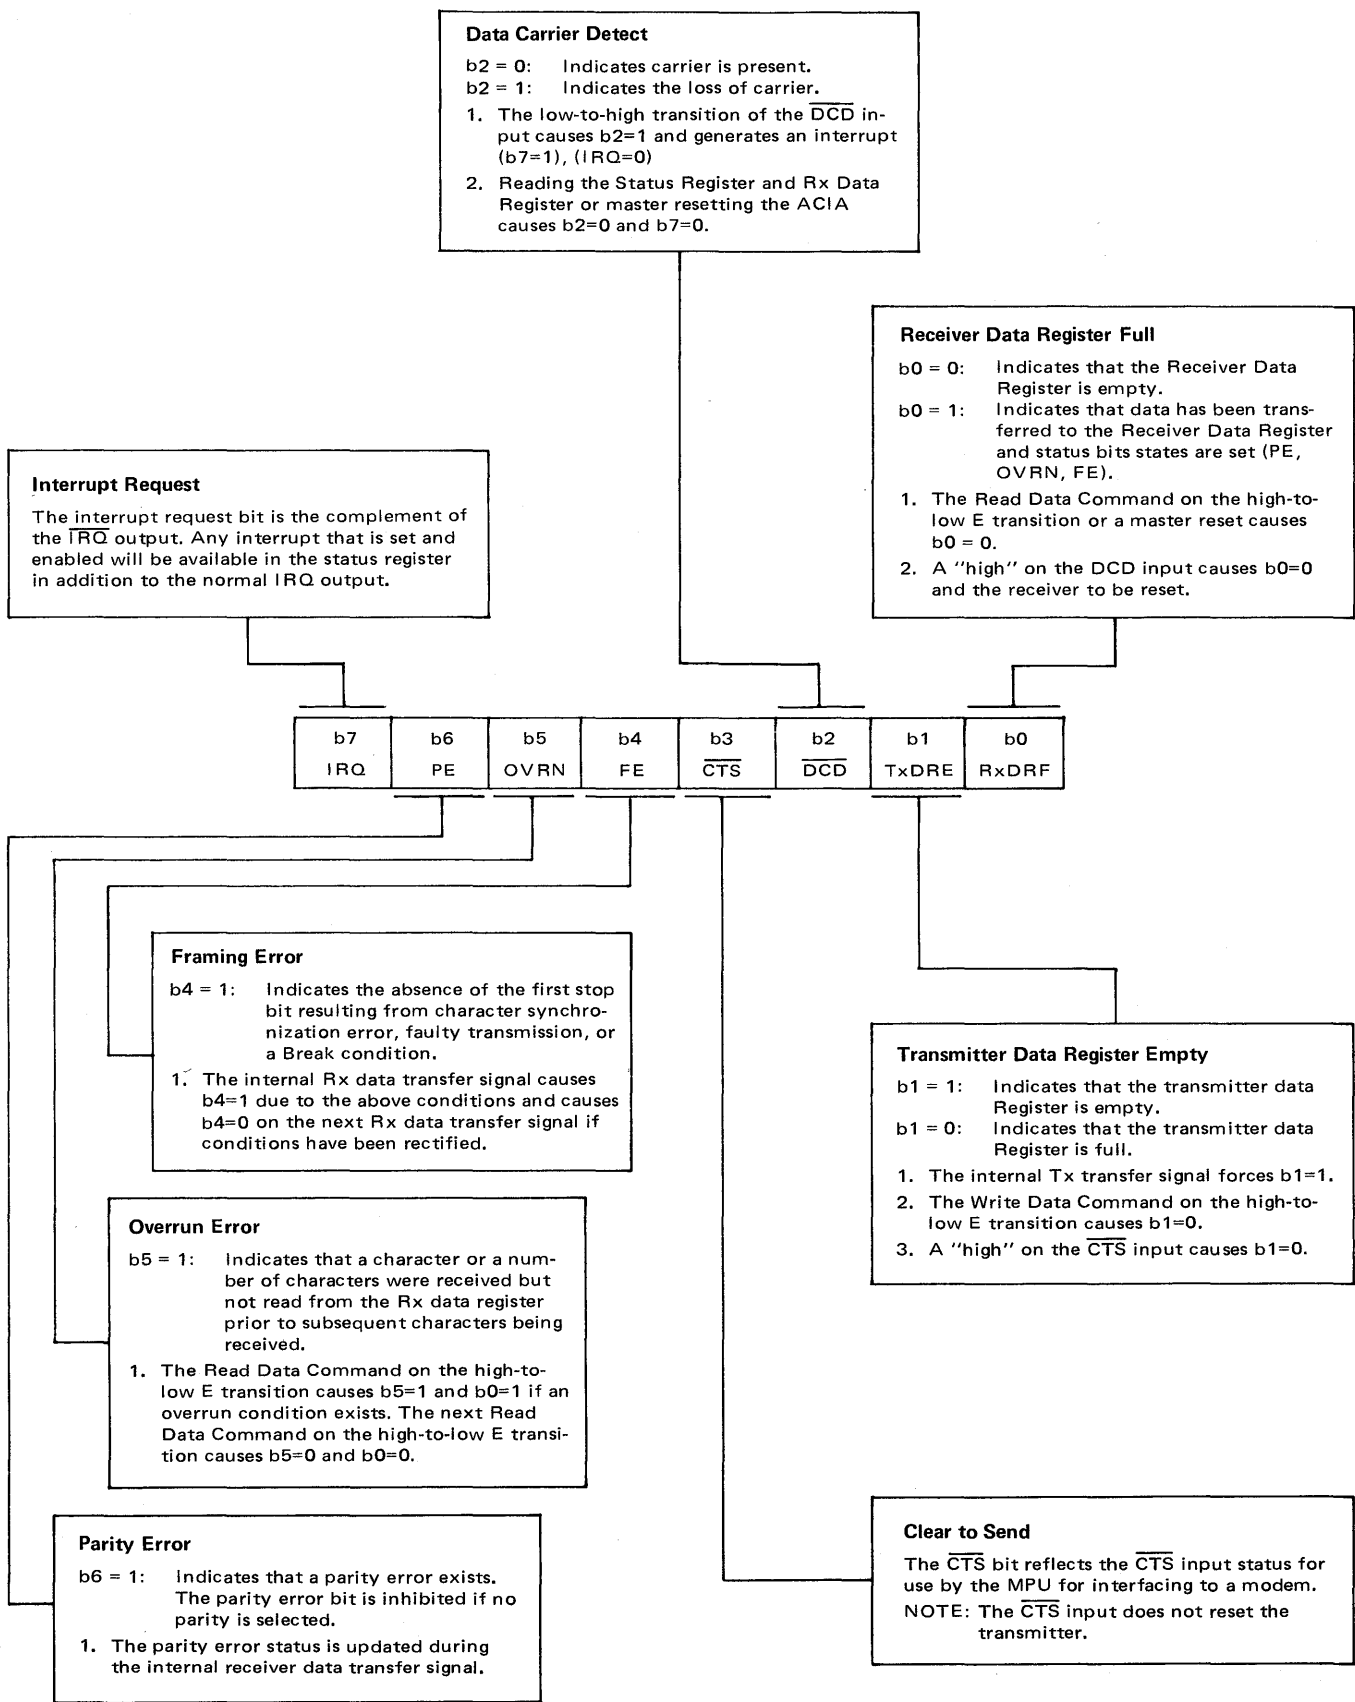 Data Carrier Detect
b2 = 0: Indicates carrier is present.
b2 = 1: Indicates the loss of carrier.
1. The low-to-high transition of the D̅C̅D̅ in-
put causes b2=1 and generates an interrupt
(b7=1), (IRQ=0)
2. Reading the Status Register and Rx Data
Register or master resetting the ACIA
causes b2=0 and b7=0.
Receiver Data Register Full
b0 = 0: Indicates that the Receiver Data
Register is empty.
b0 = 1: Indicates that data has been trans-
ferred to the Receiver Data Register
and status bits states are set (PE,
OVRN, FE).
1. The Read Data Command on the high-to-
low E transition or a master reset causes
b0 = 0.
2. A "high" on the DCD input causes b0=0
and the receiver to be reset.
Interrupt Request
The interrupt request bit is the complement of
the I̅R̅Q̅ output. Any interrupt that is set and
enabled will be available in the status register
in addition to the normal IRQ output.
b7 b6 b5 b4 b3 b2 b1 b0
IRQ PE OVRN FE C̅T̅S̅ D̅C̅D̅ TxDRE RxDRF
Framing Error
b4 = 1: Indicates the absence of the first stop
bit resulting from character synchro-
nization error, faulty transmission, or
a Break condition.
1. The internal Rx data transfer signal causes
b4=1 due to the above conditions and causes
b4=0 on the next Rx data transfer signal if
conditions have been rectified.
Transmitter Data Register Empty
b1 = 1: Indicates that the transmitter data
Register is empty.
b1 = 0: Indicates that the transmitter data
Register is full.
1. The internal Tx transfer signal forces b1=1.
2. The Write Data Command on the high-to-
low E transition causes b1=0.
3. A "high" on the C̅T̅S̅ input causes b1=0.
Overrun Error
b5 = 1: Indicates that a character or a num-
ber of characters were received but
not read from the Rx data register
prior to subsequent characters being
received.
1. The Read Data Command on the high-to-
low E transition causes b5=1 and b0=1 if an
overrun condition exists. The next Read
Data Command on the high-to-low E transi-
tion causes b5=0 and b0=0.
Parity Error
b6 = 1: Indicates that a parity error exists.
The parity error bit is inhibited if no
parity is selected.
1. The parity error status is updated during
the internal receiver data transfer signal.
Clear to Send
The C̅T̅S̅ bit reflects the C̅T̅S̅ input status for
use by the MPU for interfacing to a modem.
NOTE: The C̅T̅S̅ input does not reset the
transmitter.